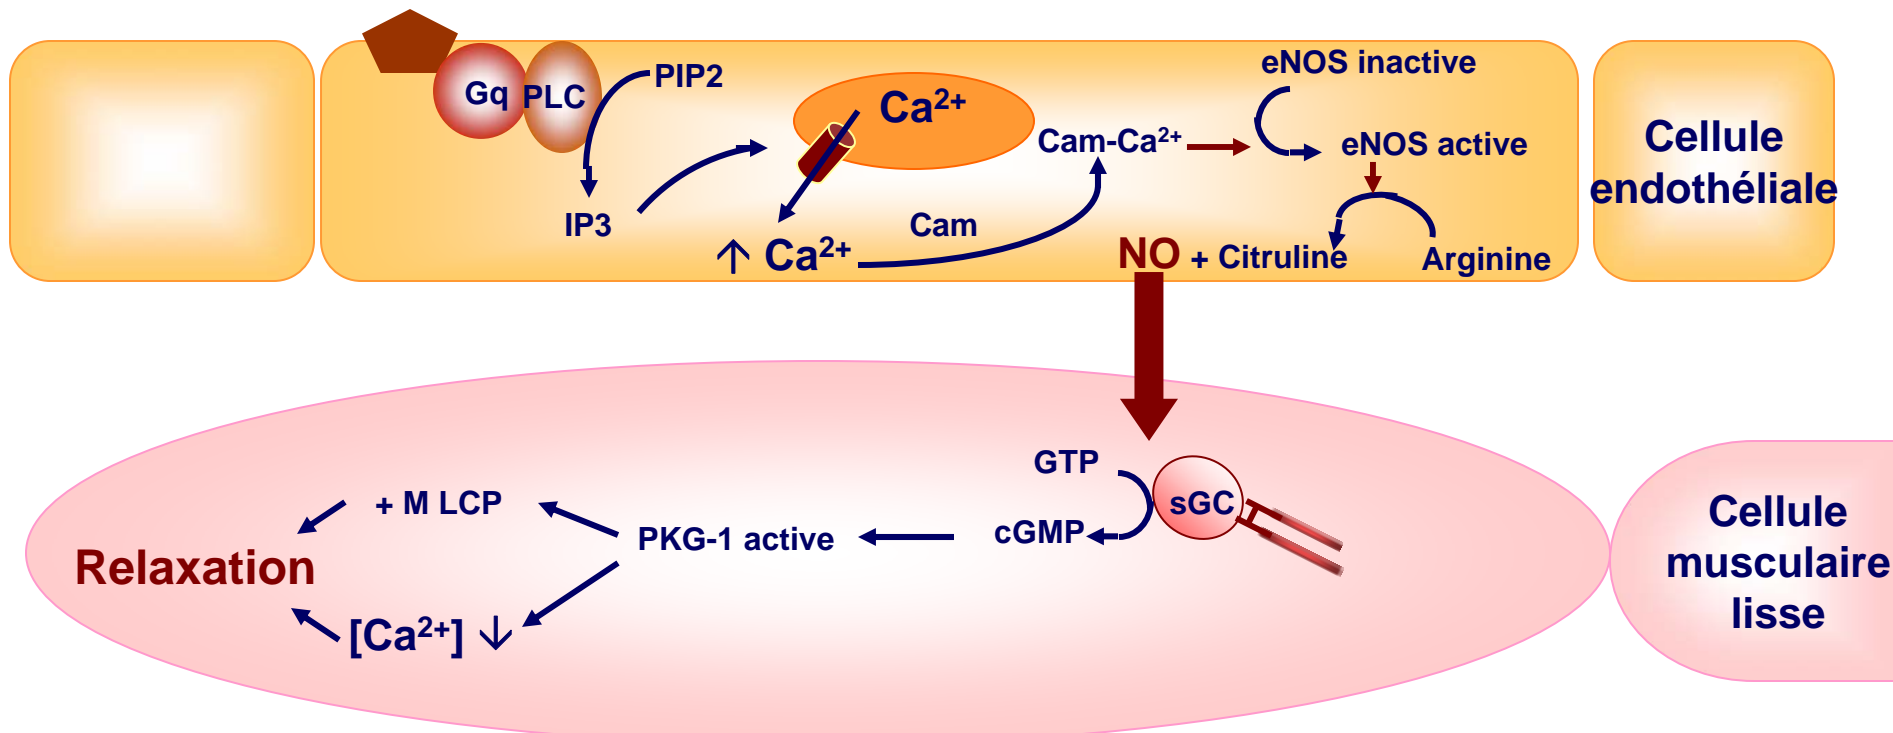 Gq
PLC
PIP2
IP3
Ca2+
↑ Ca2+
Cam
Cam-Ca2+
eNOS inactive
eNOS active
NO + Citruline
Arginine
Cellule
endothéliale
GTP
sGC
cGMP
PKG-1 active
+ M LCP
[Ca2+] ↓
Relaxation
Cellule
musculaire
lisse